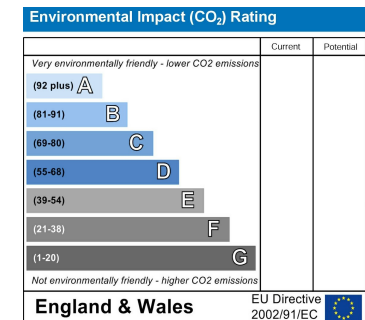 Environmental Impact (CO₂) Rating
Current Potential
Very environmentally friendly - lower CO2 emissions
(92 plus) A
(81-91) B
(69-80) C
(55-68) D
(39-54) E
(21-38) F
(1-20) G
Not environmentally friendly - higher CO2 emissions
England & Wales
EU Directive
2002/91/EC